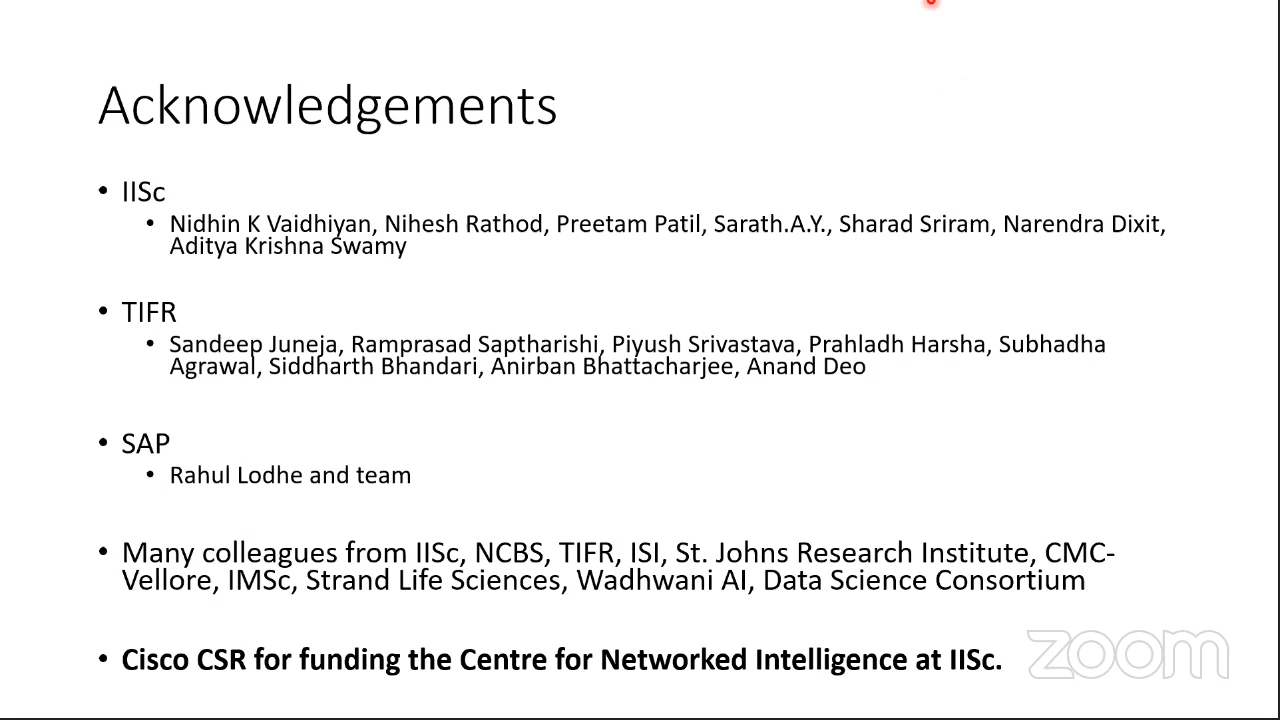 Acknowledgements
• IISc
• Nidhin K Vaidhiyan, Nihesh Rathod, Preetam Patil, Sarath.A.Y., Sharad Sriram, Narendra Dixit,
Aditya Krishna Swamy
• TIFR
• Sandeep Juneja, Ramprasad Saptharishi, Piyush Srivastava, Prahladh Harsha, Subhadha
Agrawal, Siddharth Bhandari, Anirban Bhattacharjee, Anand Deo
• SAP
• Rahul Lodhe and team
• Many colleagues from IISc, NCBS, TIFR, ISI, St. Johns Research Institute, CMC-
Vellore, IMSc, Strand Life Sciences, Wadhwani AI, Data Science Consortium
• Cisco CSR for funding the Centre for Networked Intelligence at IISc.
zoom